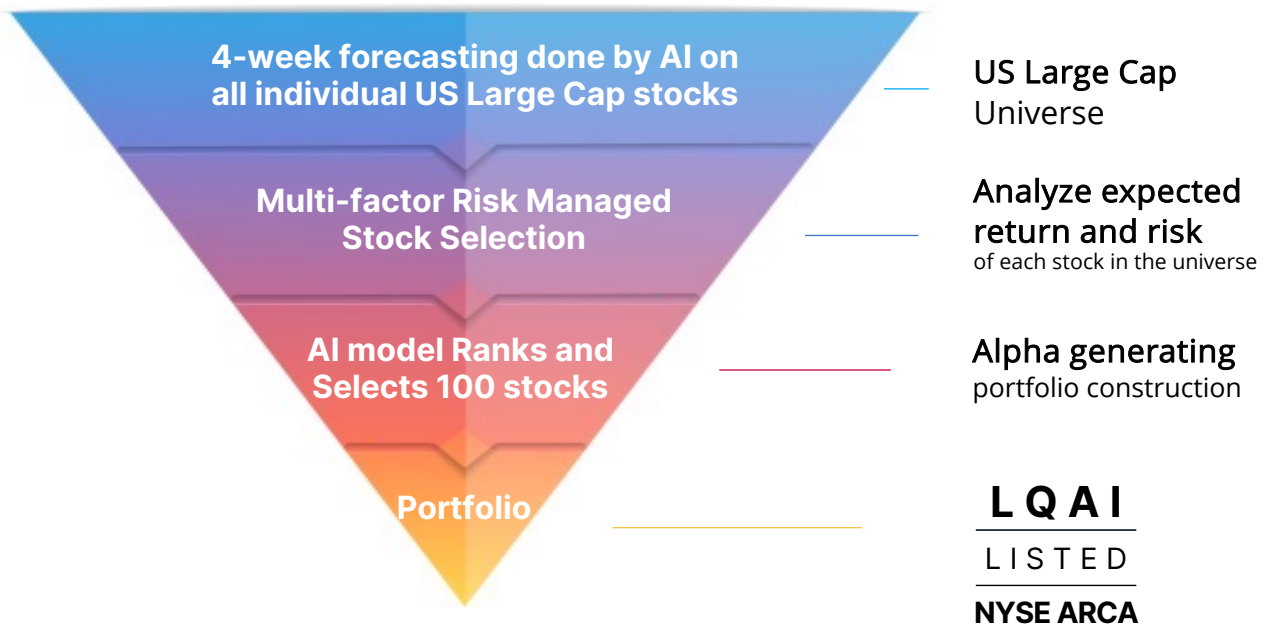 4-week forecasting done by AI on
all individual US Large Cap stocks
US Large Cap
Universe
Multi-factor Risk Managed
Stock Selection
Analyze expected
return and risk
of each stock in the universe
AI model Ranks and
Selects 100 stocks
Alpha generating
portfolio construction
Portfolio
LQAI
LISTED
NYSE ARCA